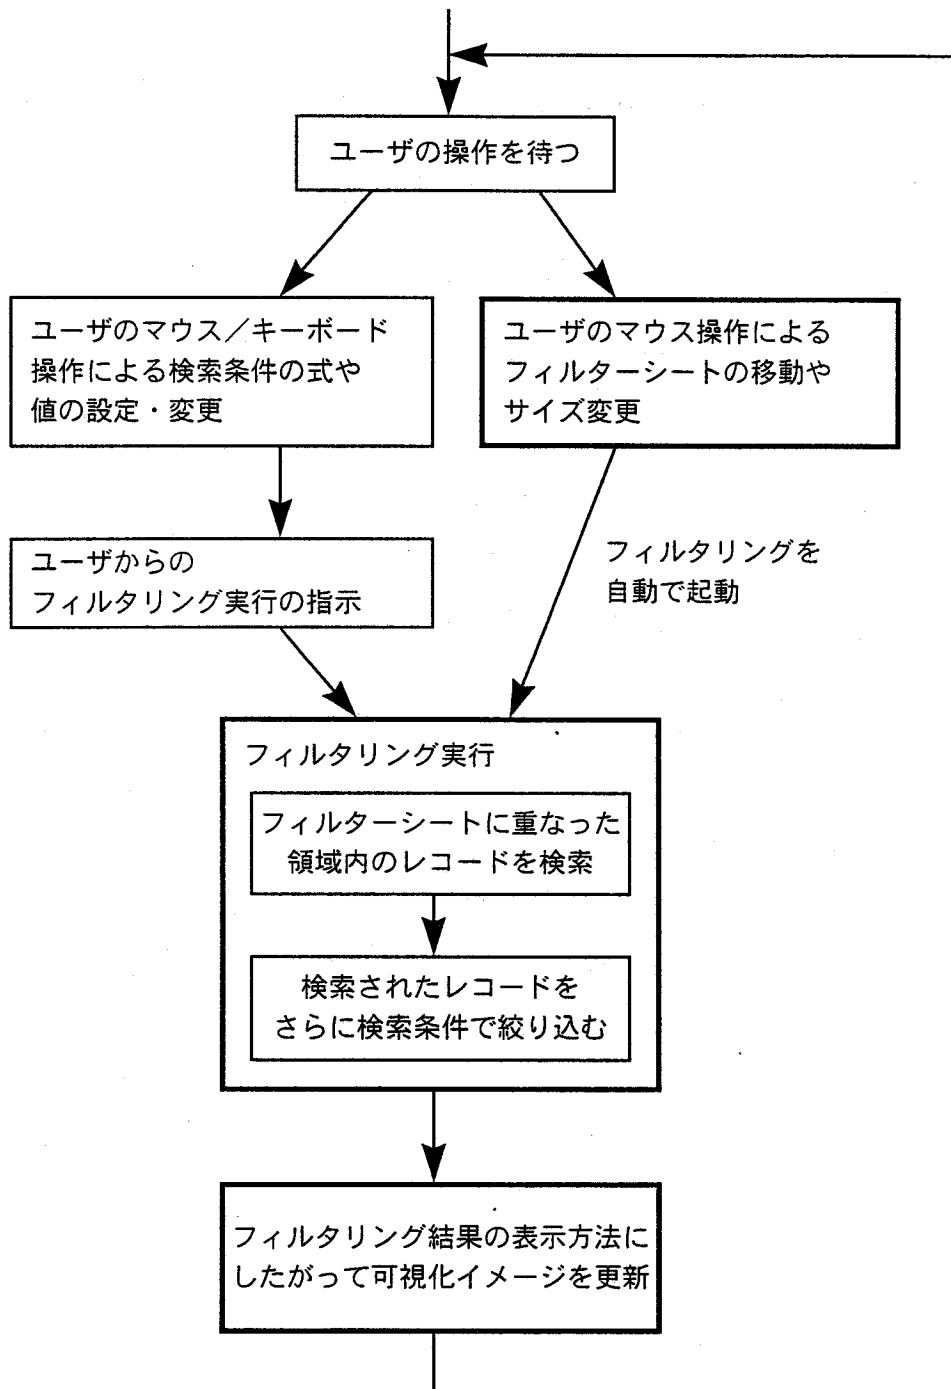 ユーザの操作を待つ
ユーザのマウス／キーボード
操作による検索条件の式や
値の設定・変更
ユーザのマウス操作による
フィルターシートの移動や
サイズ変更
ユーザからの
フィルタリング実行の指示
フィルタリングを
自動で起動
フィルタリング実行
フィルターシートに重なった
領域内のレコードを検索
検索されたレコードを
さらに検索条件で絞り込む
フィルタリング結果の表示方法に
したがって可視化イメージを更新